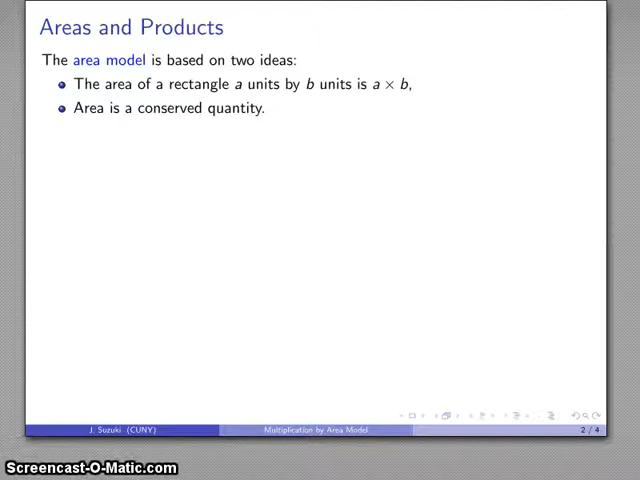 Areas and Products
The area model is based on two ideas:
The area of a rectangle a units by b units is a × b,
Area is a conserved quantity.
J. Suzuki (CUNY) Multiplication by Area Model 2 / 4
Screencast-O-Matic.com